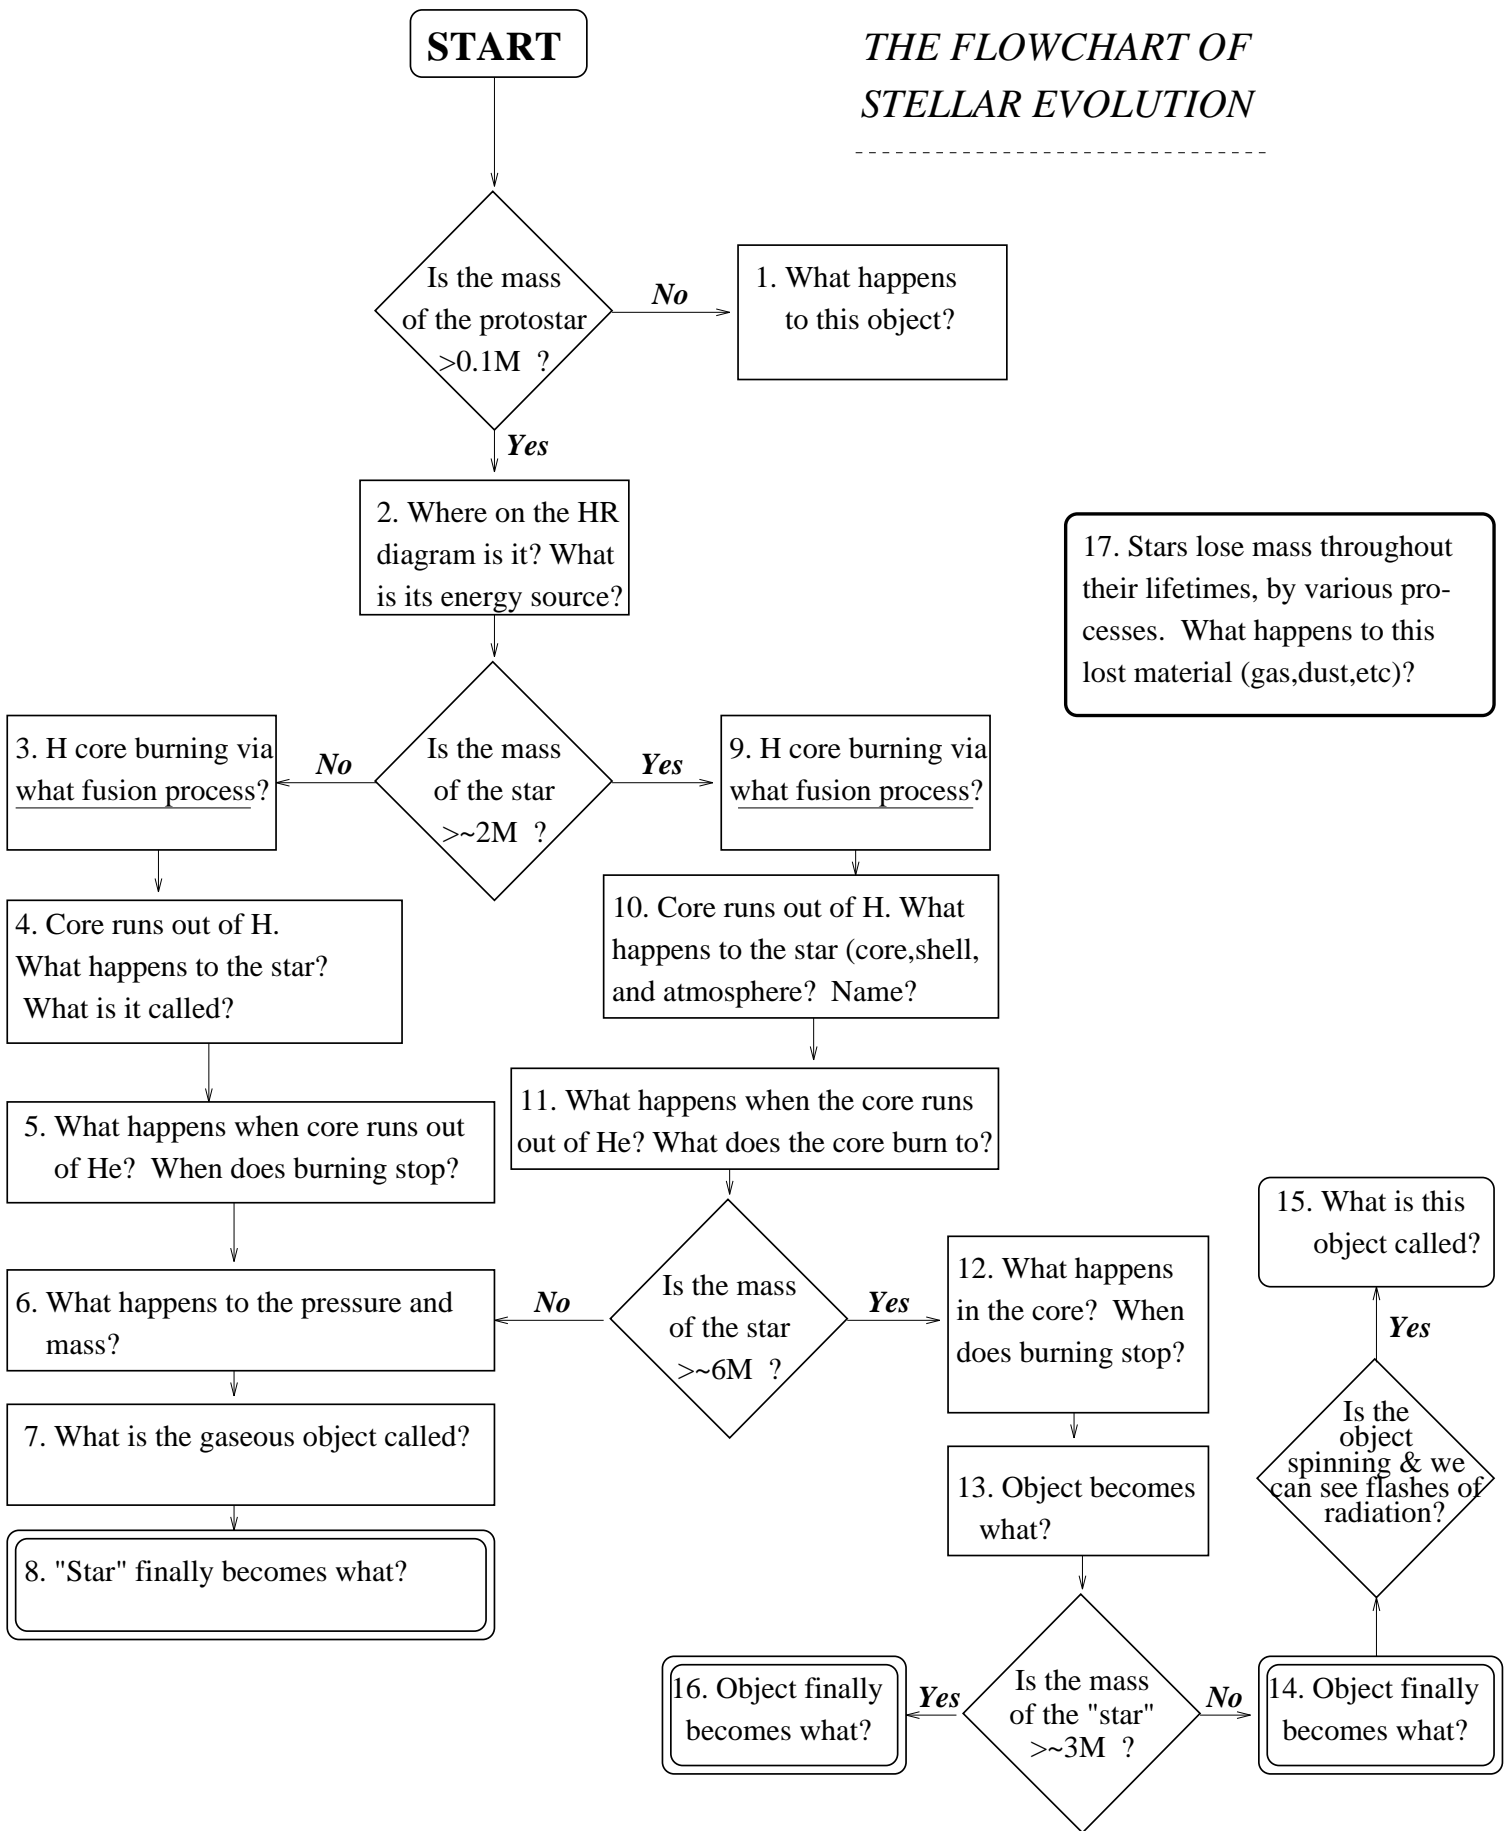 START
THE FLOWCHART OF
STELLAR EVOLUTION
Is the mass
of the protostar
>0.1M ?
No
1. What happens
to this object?
Yes
2. Where on the HR
diagram is it? What
is its energy source?
17. Stars lose mass throughout
their lifetimes, by various pro-
cesses. What happens to this
lost material (gas,dust,etc)?
3. H core burning via
what fusion process?
No
Is the mass
of the star
>~2M ?
Yes
9. H core burning via
what fusion process?
4. Core runs out of H.
What happens to the star?
What is it called?
10. Core runs out of H. What
happens to the star (core,shell,
and atmosphere? Name?
5. What happens when core runs out
of He? When does burning stop?
11. What happens when the core runs
out of He? What does the core burn to?
6. What happens to the pressure and
mass?
No
Is the mass
of the star
>~6M ?
Yes
12. What happens
in the core? When
does burning stop?
15. What is this
object called?
Yes
7. What is the gaseous object called?
Is the
object
spinning & we
can see flashes of
radiation?
13. Object becomes
what?
8. "Star" finally becomes what?
16. Object finally
becomes what?
Yes
Is the mass
of the "star"
>~3M ?
No
14. Object finally
becomes what?